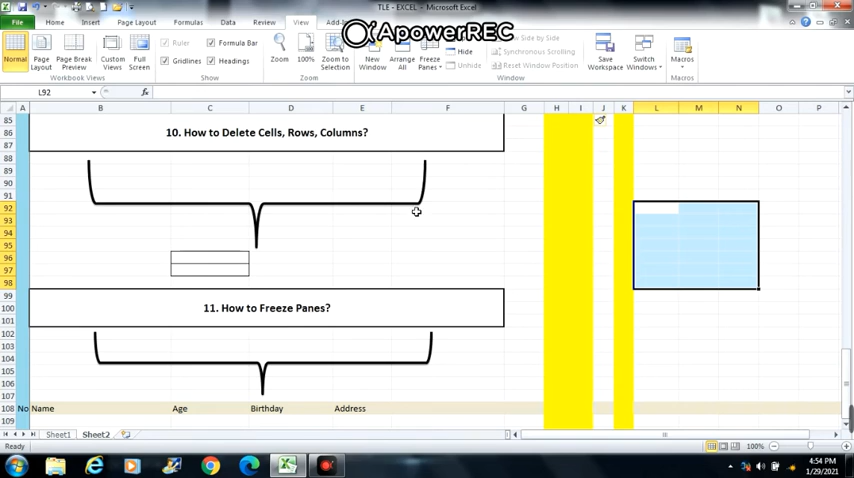 TLE - EXCEL - Microsoft Excel
File Home Insert Page Layout Formulas Data Review View Add-Ins
ApowerREC
Normal Page Layout Page Break Preview Custom Views Full Screen
Ruler Formula Bar
Gridlines Headings
Zoom 100% Zoom to Selection
New Window Arrange All Freeze Panes
Hide
Unhide
View Side by Side
Synchronous Scrolling
Reset Window Position
Save Workspace Switch Windows
Macros
Workbook Views Show Zoom Window Macros
L92 fx
A B C D E F G H I J K L M N O P
85
86
87
10. How to Delete Cells, Rows, Columns?
88
89
90
91
92
93
94
95
96
97
98
99
100
101
11. How to Freeze Panes?
102
103
104
105
106
107
108 No Name Age Birthday Address
109
Sheet1 Sheet2
Ready 100%
4:54 PM
1/29/2021